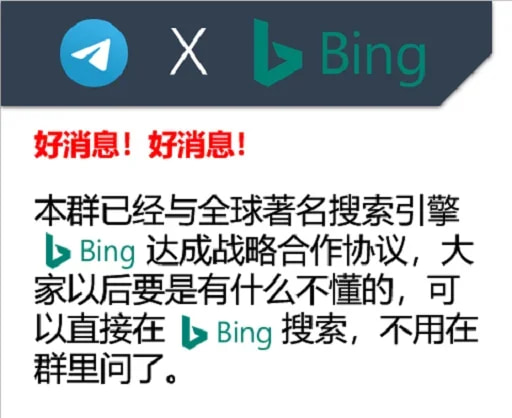 X Bing
好消息！好消息！
本群已经与全球著名搜索引擎
Bing 达成战略合作协议，大
家以后要是有什么不懂的，可
以直接在 Bing 搜索，不用在
群里问了。